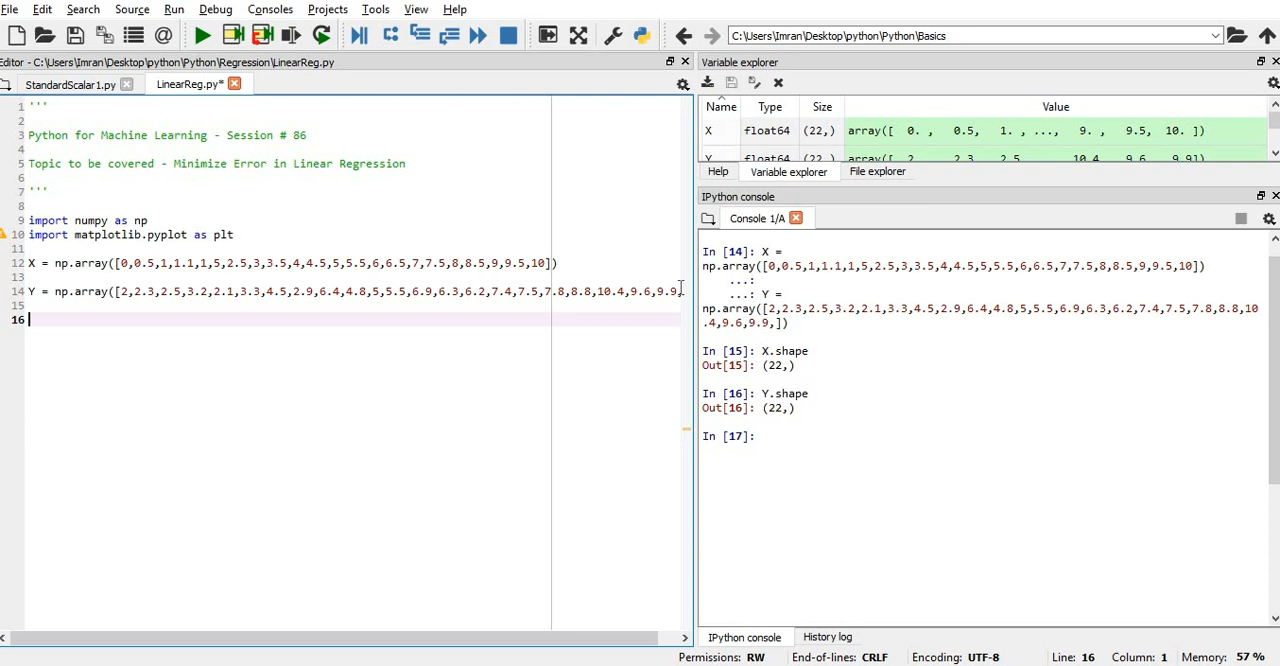 File Edit Search Source Run Debug Consoles Projects Tools View Help
C:\Users\Imran\Desktop\python\Python\Basics
Editor - C:\Users\Imran\Desktop\python\Python\Regression\LinearReg.py
StandardScalar1.py LinearReg.py*
1 '''
2
3 Python for Machine Learning - Session # 86
4
5 Topic to be covered - Minimize Error in Linear Regression
6
7 '''
8
9 import numpy as np
10 import matplotlib.pyplot as plt
11
12 X = np.array([0,0.5,1,1.1,1,5,2.5,3,3.5,4,4.5,5,5.5,6,6.5,7,7.5,8,8.5,9,9.5,10])
13
14 Y = np.array([2,2.3,2.5,3.2,2.1,3.3,4.5,2.9,6.4,4.8,5,5.5,6.9,6.3,6.2,7.4,7.5,7.8,8.8,10.4,9.6,9.9,
15
16
Variable explorer
Name Type Size Value
X float64 (22,) array([ 0. , 0.5, 1. , ..., 9. , 9.5, 10. ])
Y float64 (22,) array([ 2. , 2.3, 2.5, ..., 10.4, 9.6, 9.9])
Help Variable explorer File explorer
IPython console
Console 1/A
In [14]: X =
np.array([0,0.5,1,1.1,1,5,2.5,3,3.5,4,4.5,5,5.5,6,6.5,7,7.5,8,8.5,9,9.5,10])
...:
...: Y =
np.array([2,2.3,2.5,3.2,2.1,3.3,4.5,2.9,6.4,4.8,5,5.5,6.9,6.3,6.2,7.4,7.5,7.8,8.8,10
.4,9.6,9.9,])
In [15]: X.shape
Out[15]: (22,)
In [16]: Y.shape
Out[16]: (22,)
In [17]:
IPython console History log
Permissions: RW End-of-lines: CRLF Encoding: UTF-8 Line: 16 Column: 1 Memory: 57 %